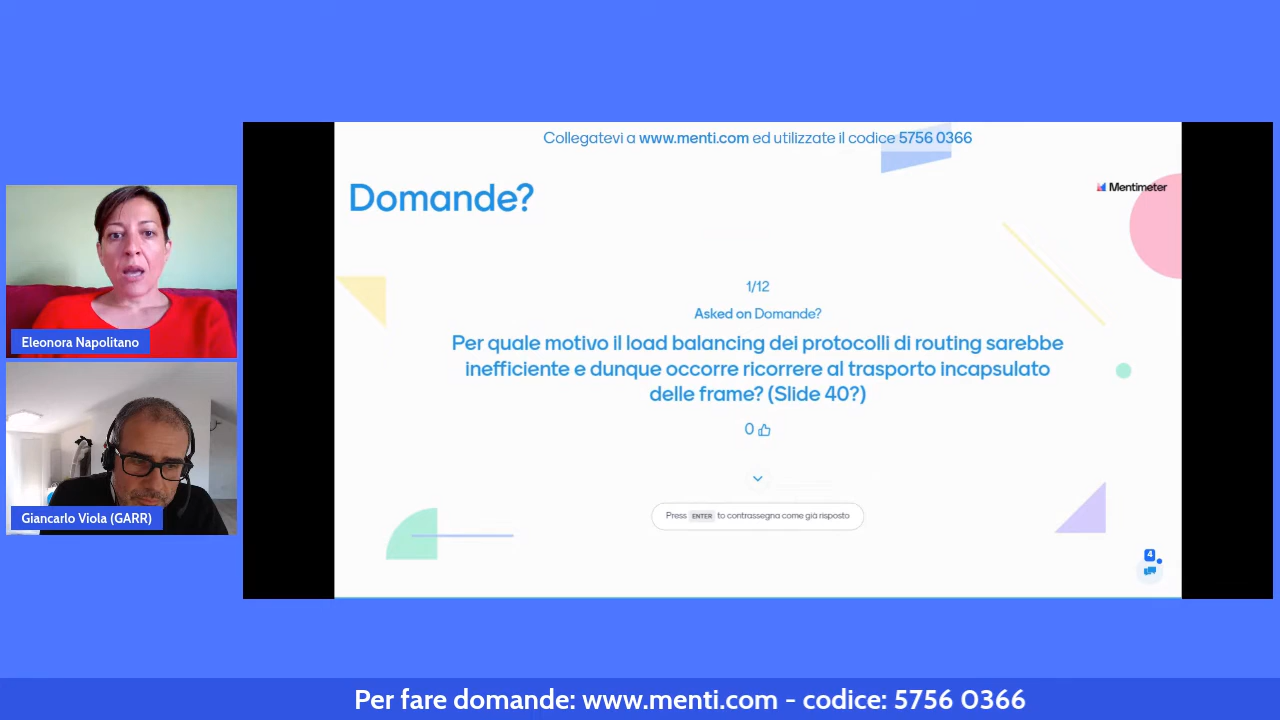 Collegatevi a www.menti.com ed utilizzate il codice 5756 0366
Domande?
Mentimeter
1/12
Asked on Domande?
Per quale motivo il load balancing dei protocolli di routing sarebbe
inefficiente e dunque occorre ricorrere al trasporto incapsulato
delle frame? (Slide 40?)
0
Press ENTER to contrassegna come già risposto
4
Eleonora Napolitano
Giancarlo Viola (GARR)
Per fare domande: www.menti.com - codice: 5756 0366